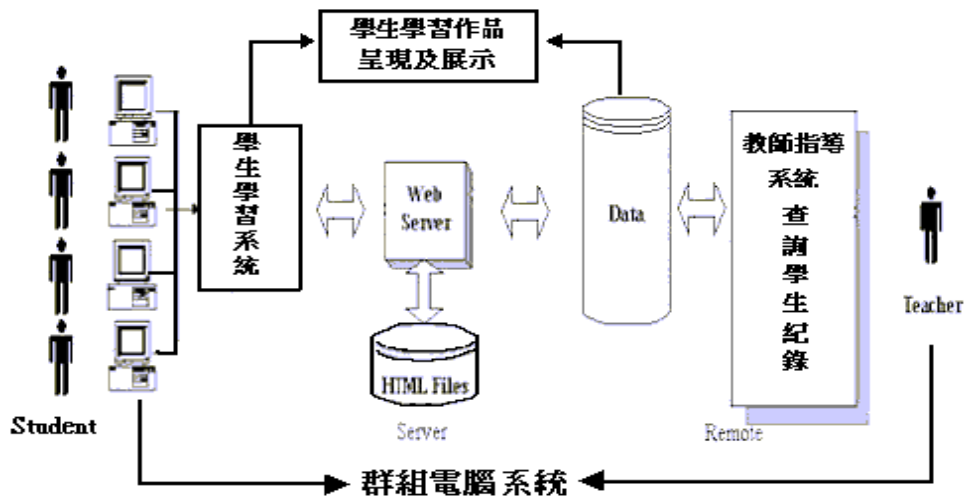 學生學習作品
呈現及展示
學生學習系統
Web
Server
Data
教師指導
系統
查詢學生紀錄
HTML Files
Teacher
Student
Server
Remote
群組電腦系統